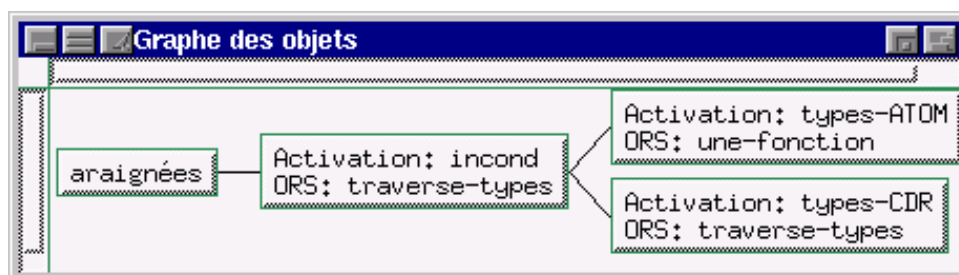 Graphe des objets
araignées
Activation: incond
ORS: traverse-types
Activation: types-ATOM
ORS: une-fonction
Activation: types-CDR
ORS: traverse-types